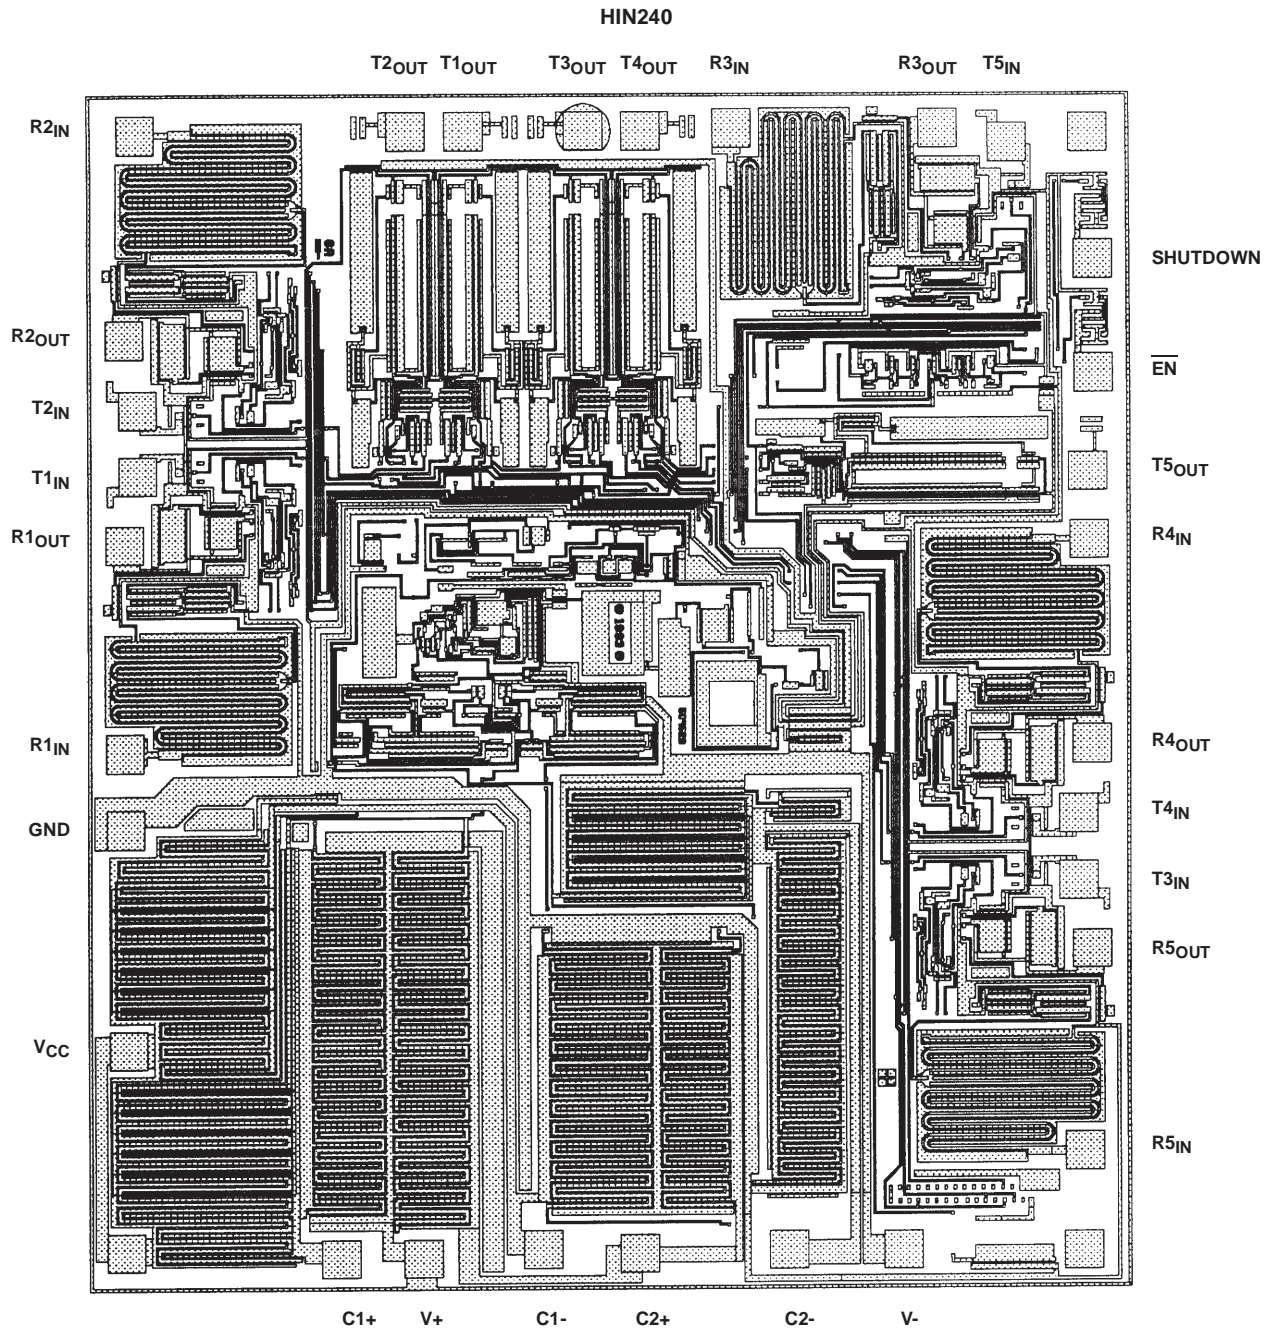 HIN240
T2OUT T1OUT T3OUT T4OUT R3IN R3OUT T5IN
R2IN
SHUTDOWN
R2OUT
EN
T2IN
T5OUT
T1IN
R1OUT
R4IN
R1IN
R4OUT
T4IN
GND
T3IN
R5OUT
VCC
R5IN
C1+ V+ C1- C2+ C2- V-